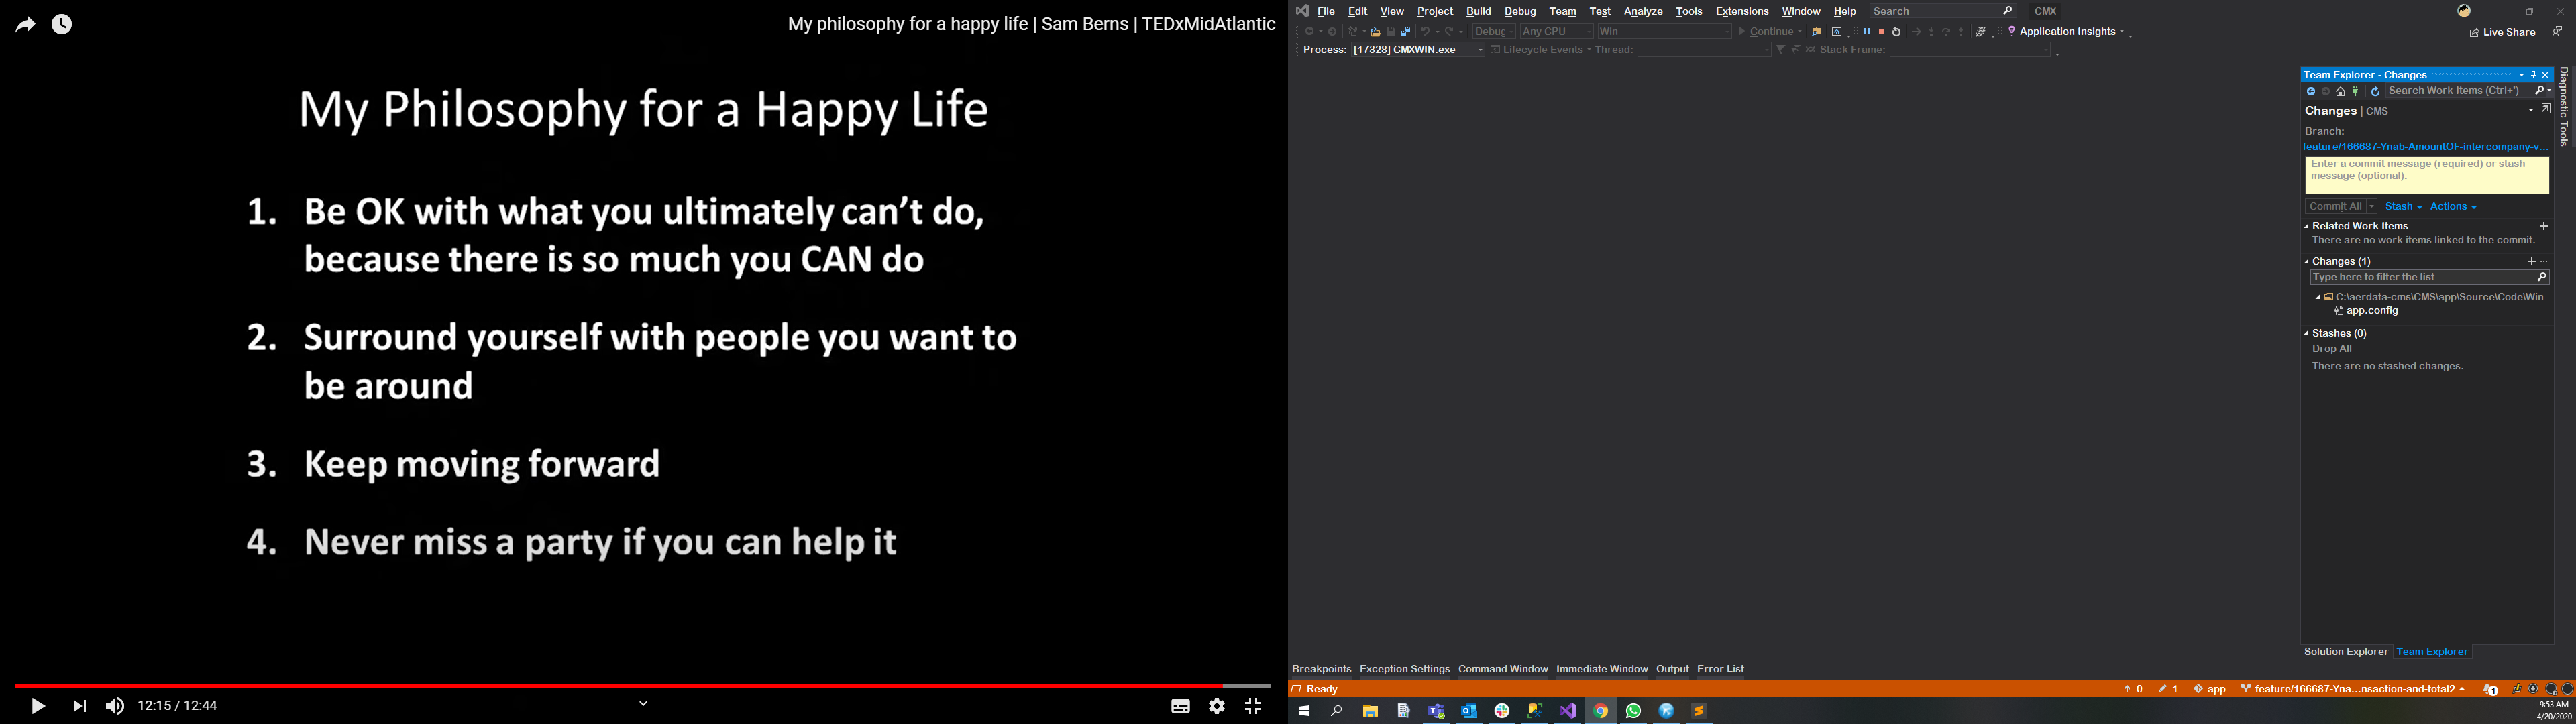 My philosophy for a happy life | Sam Berns | TEDxMidAtlantic
My Philosophy for a Happy Life
1. Be OK with what you ultimately can't do,
because there is so much you CAN do
2. Surround yourself with people you want to
be around
3. Keep moving forward
4. Never miss a party if you can help it
12:15 / 12:44
File Edit View Project Build Debug Team Test Analyze Tools Extensions Window Help Search CMX
Debug Any CPU Win Continue Application Insights Live Share
Process: [17328] CMXWIN.exe Lifecycle Events Thread: Stack Frame:
Team Explorer - Changes
Search Work Items (Ctrl+')
Changes | CMS
Branch:
feature/166687-Ynab-AmountOF-intercompany-v...
Enter a commit message (required) or stash
message (optional).
Commit All Stash Actions
Related Work Items
There are no work items linked to the commit.
Changes (1)
Type here to filter the list
C:\aerdata-cms\CMS\app\Source\Code\Win
app.config
Stashes (0)
Drop All
There are no stashed changes.
Solution Explorer Team Explorer
Diagnostic Tools
Breakpoints Exception Settings Command Window Immediate Window Output Error List
Ready 0 1 app feature/166687-Yna...nsaction-and-total2 1
9:53 AM
4/20/2020